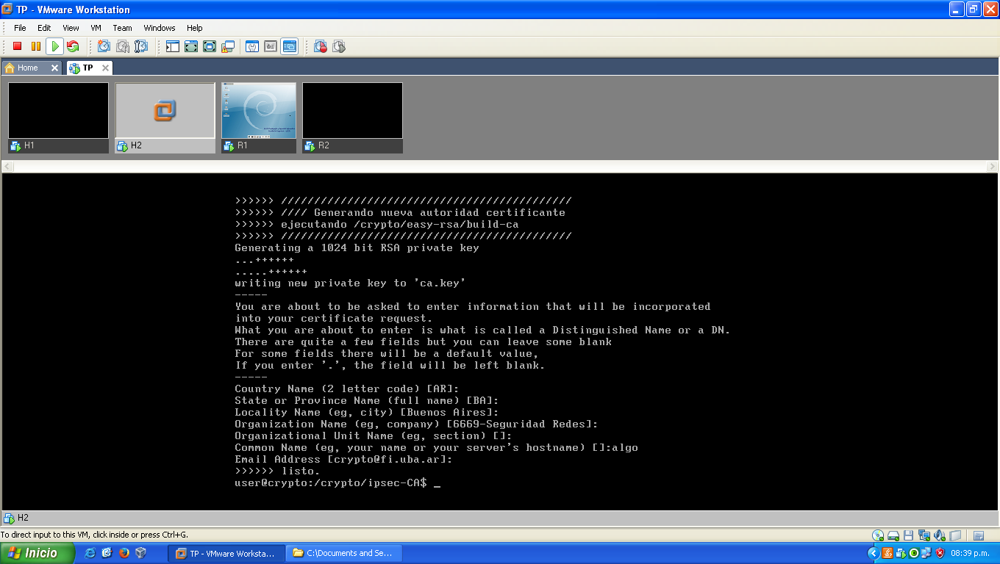 TP - VMware Workstation
File Edit View VM Team Windows Help
Home TP
H1 H2 R1 R2
>>>>>> ////////////////////////////////////////////
>>>>>> //// Generando nueva autoridad certificante
>>>>>> ejecutando /crypto/easy-rsa/build-ca
>>>>>> ////////////////////////////////////////////
Generating a 1024 bit RSA private key
...++++++
.....++++++
writing new private key to 'ca.key'
-----
You are about to be asked to enter information that will be incorporated
into your certificate request.
What you are about to enter is what is called a Distinguished Name or a DN.
There are quite a few fields but you can leave some blank
For some fields there will be a default value,
If you enter '.', the field will be left blank.
-----
Country Name (2 letter code) [AR]:
State or Province Name (full name) [BA]:
Locality Name (eg, city) [Buenos Aires]:
Organization Name (eg, company) [6669-Seguridad Redes]:
Organizational Unit Name (eg, section) []:
Common Name (eg, your name or your server's hostname) []:algo
Email Address [crypto@fi.uba.ar]:
>>>>>> listo.
user@crypto:/crypto/ipsec-CA$ _
H2
To direct input to this VM, click inside or press Ctrl+G.
Inicio TP - VMware Worksta... C:\Documents and Se... 08:39 p.m.